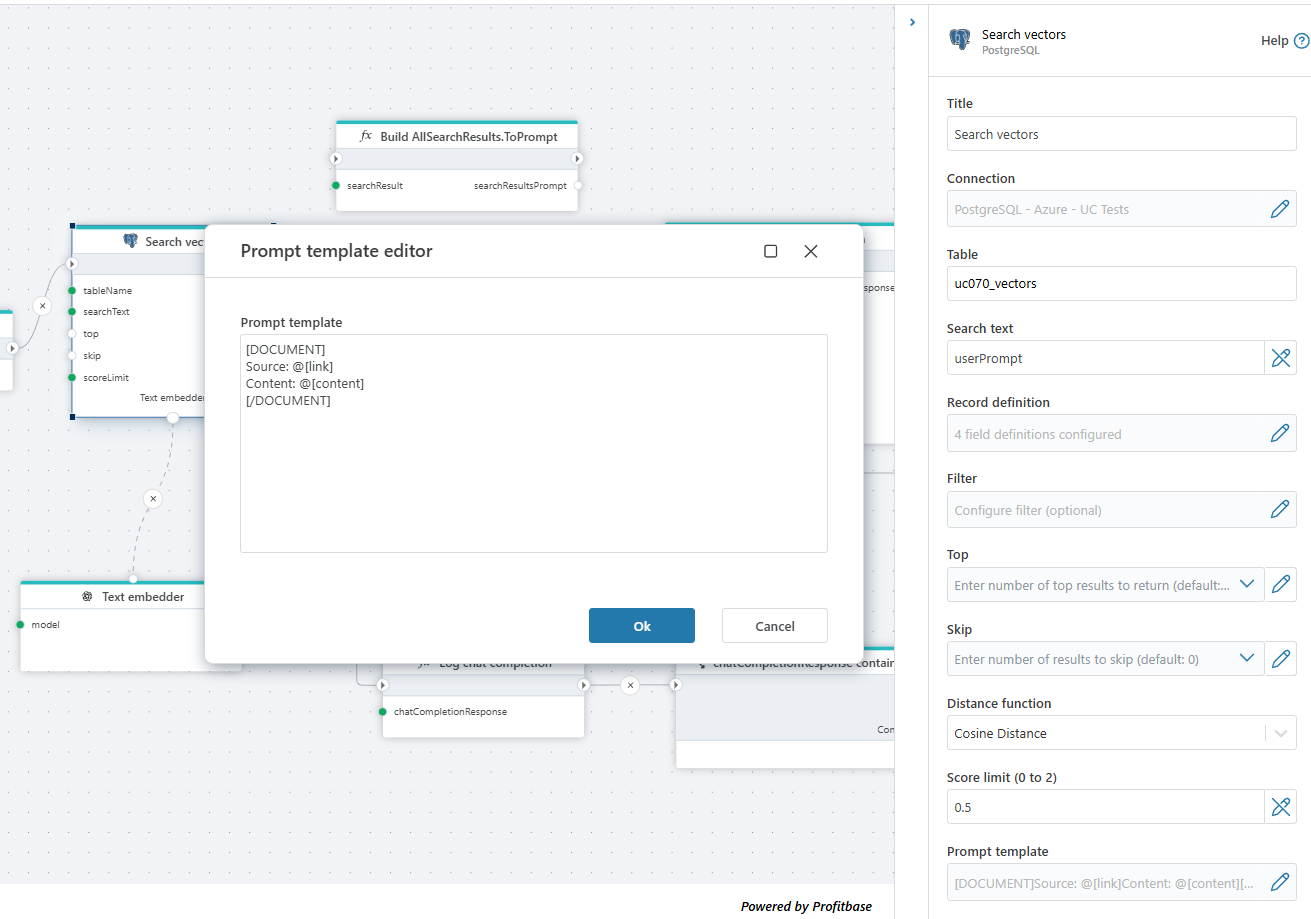 Build AllSearchResults.ToPrompt
searchResult
searchResultsPrompt
Search vec
tableName
searchText
top
skip
scoreLimit
Text embedder
sponse
Prompt template editor
Prompt template
[DOCUMENT]
Source: @[link]
Content: @[content]
[/DOCUMENT]
Ok
Cancel
Text embedder
model
Log chat completion
chatCompletionResponse
chatCompletionResponse contain
Con
Powered by Profitbase
Search vectors
PostgreSQL
Help
Title
Search vectors
Connection
PostgreSQL - Azure - UC Tests
Table
uc070_vectors
Search text
userPrompt
Record definition
4 field definitions configured
Filter
Configure filter (optional)
Top
Enter number of top results to return (default:...
Skip
Enter number of results to skip (default: 0)
Distance function
Cosine Distance
Score limit (0 to 2)
0.5
Prompt template
[DOCUMENT]Source: @[link]Content: @[content][...